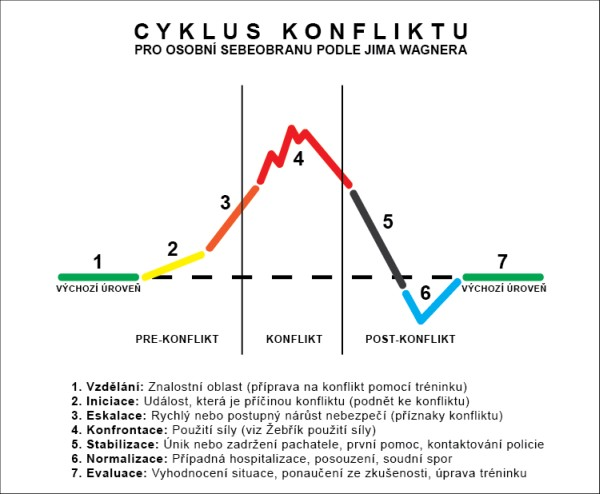 CYKLUS KONFLIKTU
PRO OSOBNÍ SEBEOBRANU PODLE JIMA WAGNERA
4
3
5
2
1
7
6
VÝCHOZÍ ÚROVEŇ
VÝCHOZÍ ÚROVEŇ
PRE-KONFLIKT
KONFLIKT
POST-KONFLIKT
1. Vzdělání: Znalostní oblast (příprava na konflikt pomocí tréninku)
2. Iniciace: Událost, která je příčinou konfliktu (podnět ke konfliktu)
3. Eskalace: Rychlý nebo postupný nárůst nebezpečí (příznaky konfliktu)
4. Konfrontace: Použití síly (viz Žebřík použití síly)
5. Stabilizace: Únik nebo zadržení pachatele, první pomoc, kontaktování policie
6. Normalizace: Případná hospitalizace, posouzení, soudní spor
7. Evaluace: Vyhodnocení situace, ponaučení ze zkušenosti, úprava tréninku